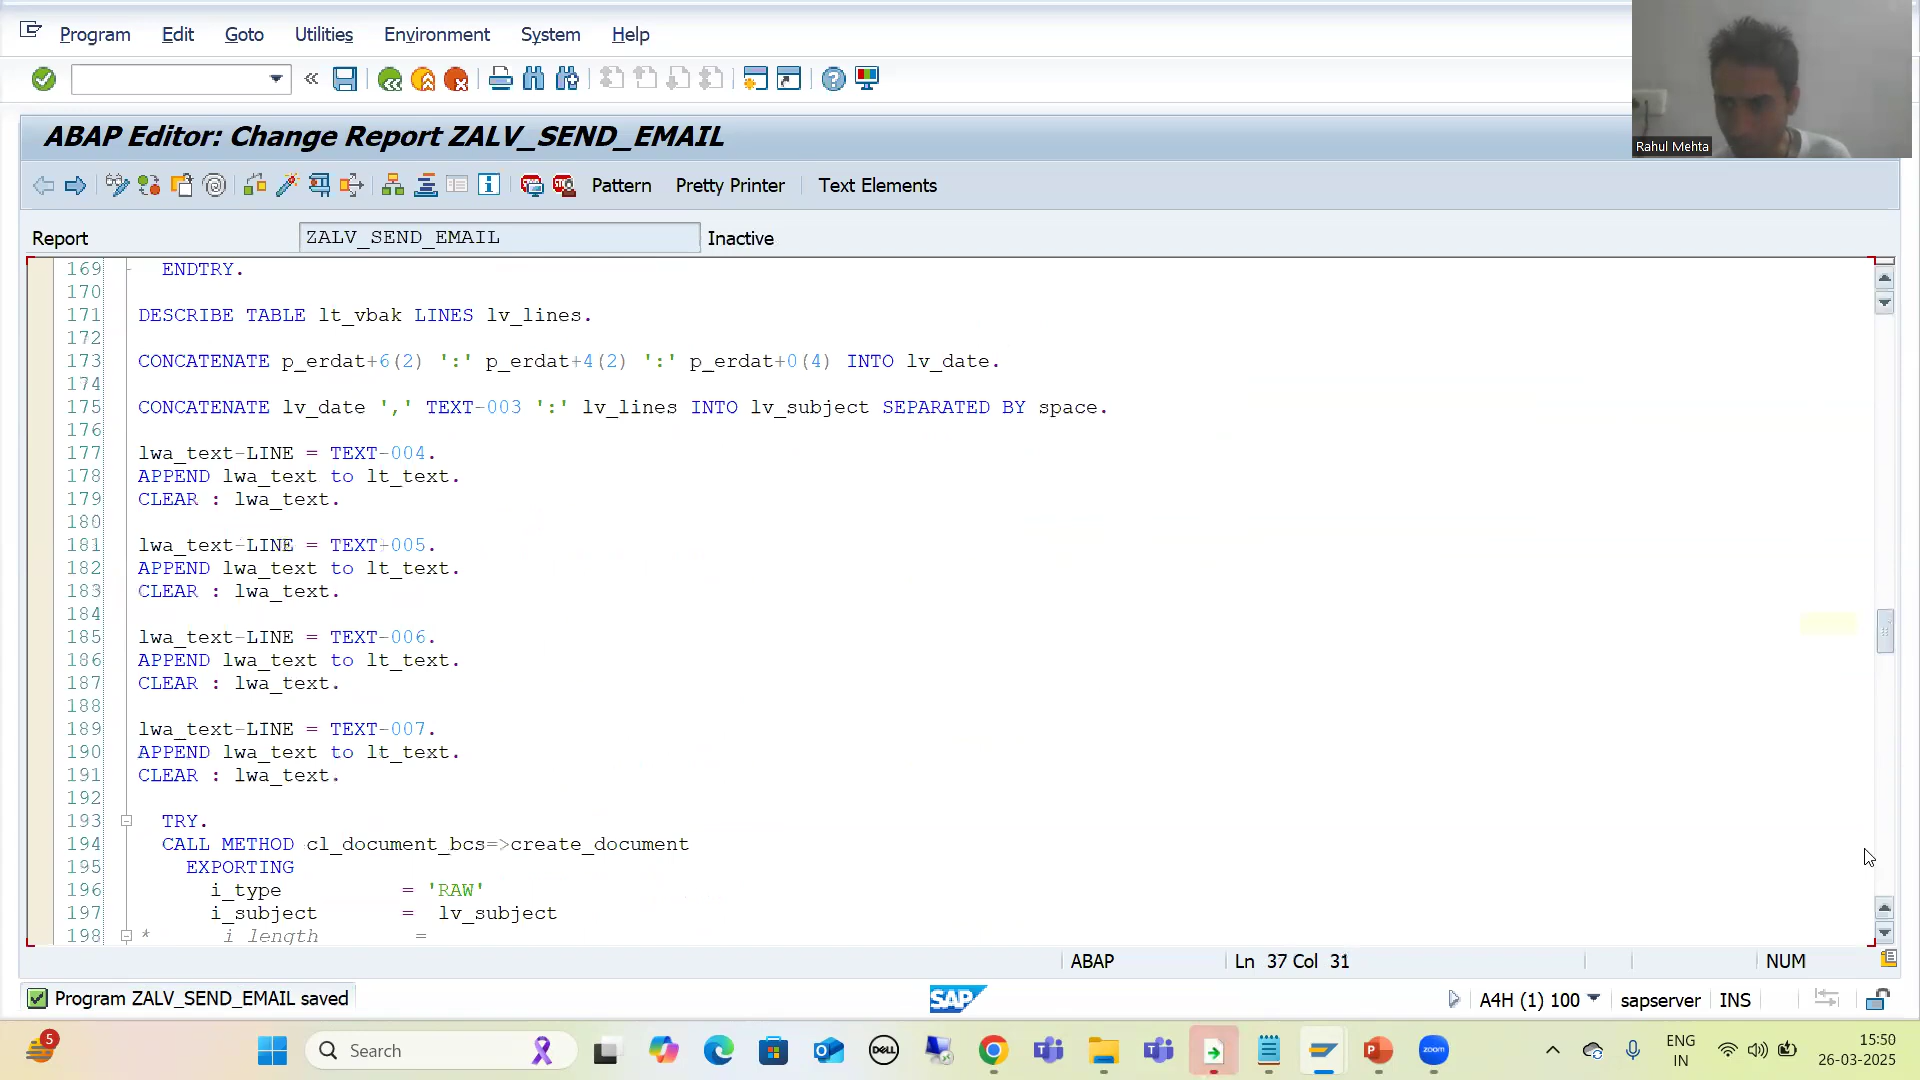 Program Edit Goto Utilities Environment System Help
Rahul Mehta
ABAP Editor: Change Report ZALV_SEND_EMAIL
Pattern Pretty Printer Text Elements
Report ZALV_SEND_EMAIL Inactive
169 ENDTRY.
170
171 DESCRIBE TABLE lt_vbak LINES lv_lines.
172
173 CONCATENATE p_erdat+6(2) ':' p_erdat+4(2) ':' p_erdat+0(4) INTO lv_date.
174
175 CONCATENATE lv_date ',' TEXT-003 ':' lv_lines INTO lv_subject SEPARATED BY space.
176
177 lwa_text-LINE = TEXT-004.
178 APPEND lwa_text to lt_text.
179 CLEAR : lwa_text.
180
181 lwa_text-LINE = TEXT-005.
182 APPEND lwa_text to lt_text.
183 CLEAR : lwa_text.
184
185 lwa_text-LINE = TEXT-006.
186 APPEND lwa_text to lt_text.
187 CLEAR : lwa_text.
188
189 lwa_text-LINE = TEXT-007.
190 APPEND lwa_text to lt_text.
191 CLEAR : lwa_text.
192
193 TRY.
194 CALL METHOD cl_document_bcs=>create_document
195 EXPORTING
196 i_type = 'RAW'
197 i_subject = lv_subject
198 * i_length =
ABAP Ln 37 Col 31 NUM
Program ZALV_SEND_EMAIL saved SAP A4H (1) 100 sapserver INS
5 Search DELL zoom ENG IN 15:50 26-03-2025